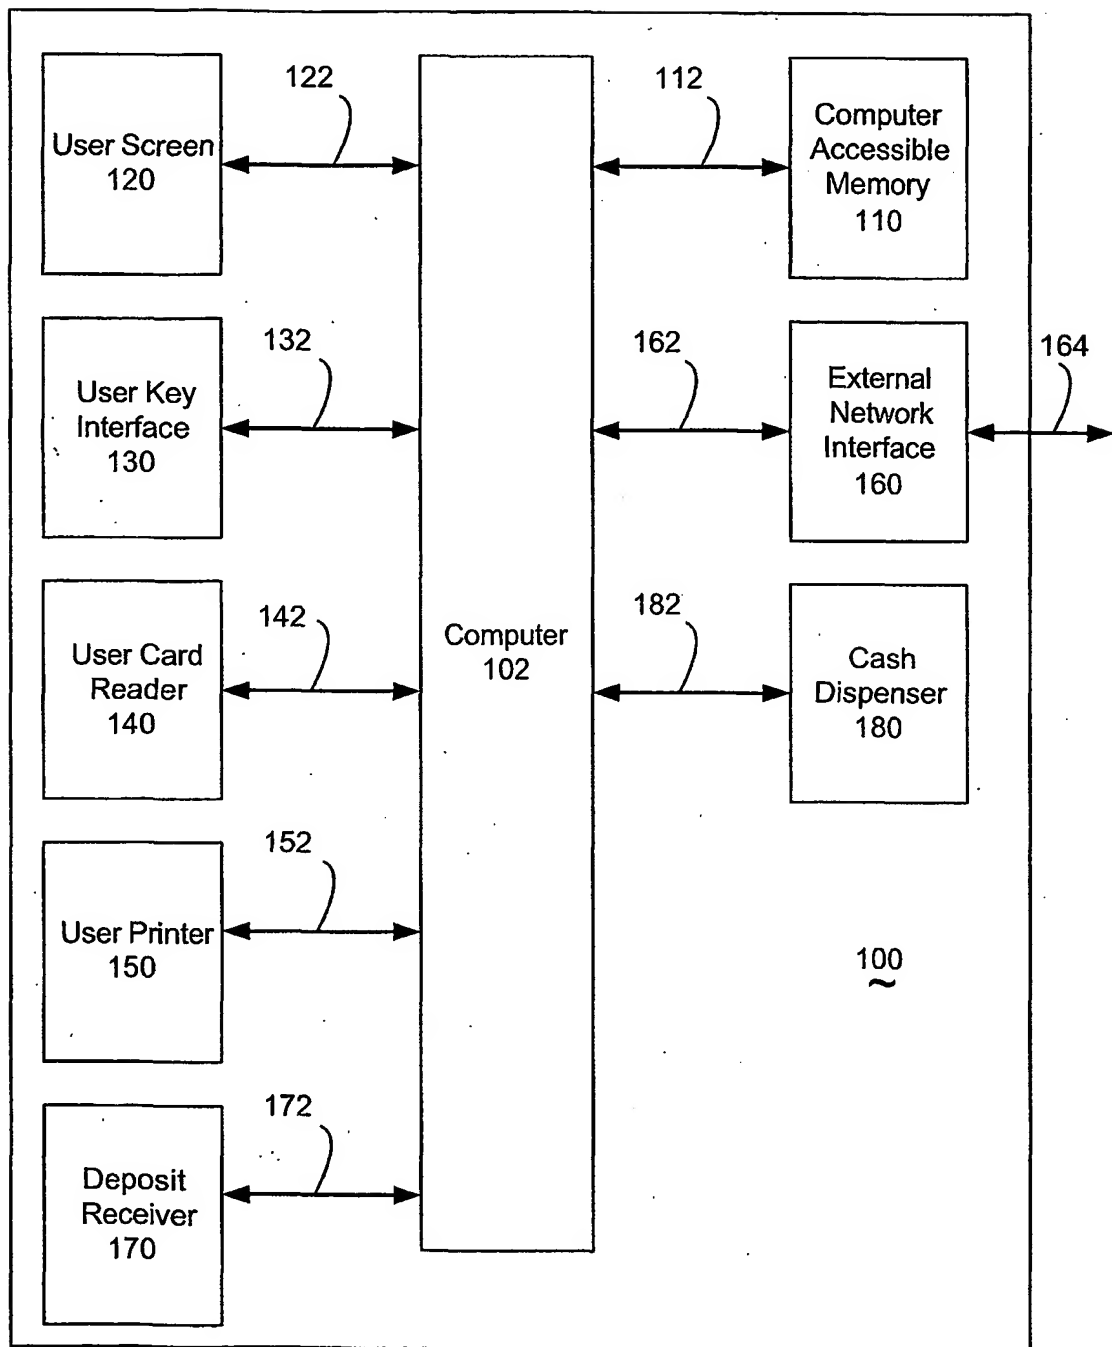 122
112
User Screen
120
Computer
Accessible
Memory
110
132
162
164
User Key
Interface
130
External
Network
Interface
160
142
182
User Card
Reader
140
Computer
102
Cash
Dispenser
180
152
User Printer
150
100
172
Deposit
Receiver
170